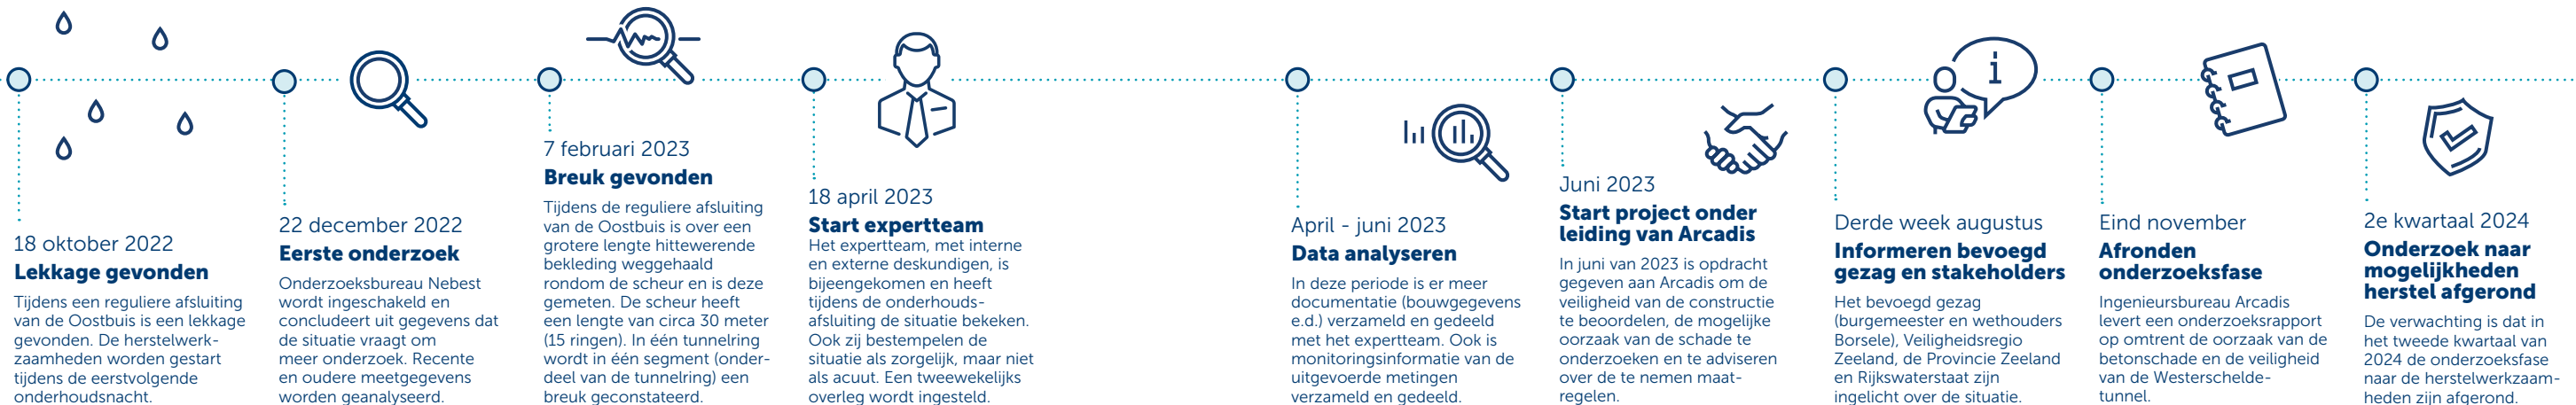 18 oktober 2022
Lekkage gevonden
Tijdens een reguliere afsluiting
van de Oostbuis is een lekkage
gevonden. De herstelwerk-
zaamheden worden gestart
tijdens de eerstvolgende
onderhoudsnacht.
22 december 2022
Eerste onderzoek
Onderzoeksbureau Nebest
wordt ingeschakeld en
concludeert uit gegevens dat
de situatie vraagt om
meer onderzoek. Recente
en oudere meetgegevens
worden geanalyseerd.
7 februari 2023
Breuk gevonden
Tijdens de reguliere afsluiting
van de Oostbuis is over een
grotere lengte hittewerende
bekleding weggehaald
rondom de scheur en is deze
gemeten. De scheur heeft
een lengte van circa 30 meter
(15 ringen). In één tunnelring
wordt in één segment (onder-
deel van de tunnelring) een
breuk geconstateerd.
18 april 2023
Start expertteam
Het expertteam, met interne
en externe deskundigen, is
bijeengekomen en heeft
tijdens de onderhouds-
afsluiting de situatie bekeken.
Ook zij bestempelen de
situatie als zorgelijk, maar niet
als acuut. Een tweewekelijks
overleg wordt ingesteld.
April - juni 2023
Data analyseren
In deze periode is er meer
documentatie (bouwgegevens
e.d.) verzameld en gedeeld
met het expertteam. Ook is
monitoringsinformatie van de
uitgevoerde metingen
verzameld en gedeeld.
Juni 2023
Start project onder
leiding van Arcadis
In juni van 2023 is opdracht
gegeven aan Arcadis om de
veiligheid van de constructie
te beoordelen, de mogelijke
oorzaak van de schade te
onderzoeken en te adviseren
over de te nemen maat-
regelen.
i
Derde week augustus
Informeren bevoegd
gezag en stakeholders
Het bevoegd gezag
(burgemeester en wethouders
Borsele), Veiligheidsregio
Zeeland, de Provincie Zeeland
en Rijkswaterstaat zijn
ingelicht over de situatie.
Eind november
Afronden
onderzoeksfase
Ingenieursbureau Arcadis
levert een onderzoeksrapport
op omtrent de oorzaak van de
betonschade en de veiligheid
van de Westerschelde-
tunnel.
2e kwartaal 2024
Onderzoek naar
mogelijkheden
herstel afgerond
De verwachting is dat in
het tweede kwartaal van
2024 de onderzoeksfase
naar de herstelwerkzaam-
heden zijn afgerond.